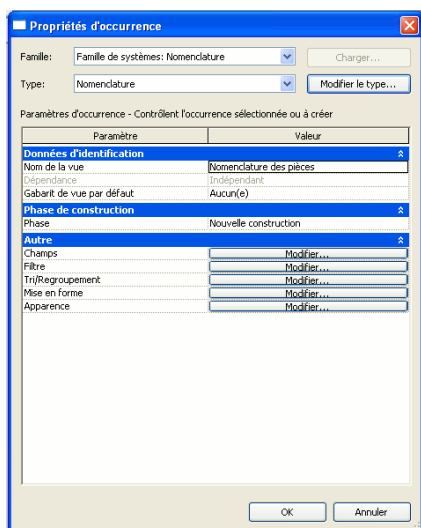 Propriétés d'occurrence
Famille: Famille de systèmes: Nomenclature Charger...
Type: Nomenclature Modifier le type...
Paramètres d'occurrence - Contrôlent l'occurrence sélectionnée ou à créer
Paramètre Valeur
Données d'identification
Nom de la vue Nomenclature des pièces
Dépendance Indépendant
Gabarit de vue par défaut Aucun(e)
Phase de construction
Phase Nouvelle construction
Autre
Champs Modifier...
Filtre Modifier...
Tri/Regroupement Modifier...
Mise en forme Modifier...
Apparence Modifier...
OK Annuler